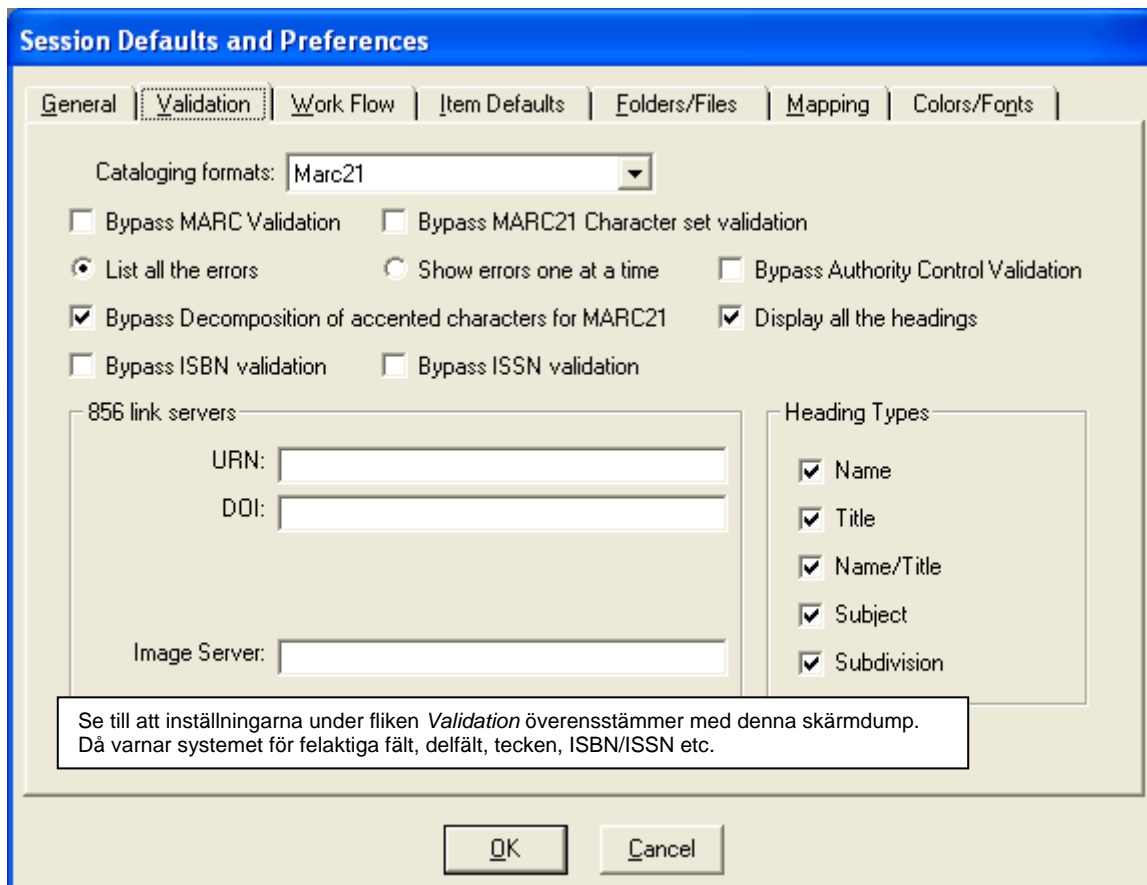 Session Defaults and Preferences
General Validation Work Flow Item Defaults Folders/Files Mapping Colors/Fonts
Cataloging formats: Marc21
Bypass MARC Validation Bypass MARC21 Character set validation
List all the errors Show errors one at a time Bypass Authority Control Validation
Bypass Decomposition of accented characters for MARC21 Display all the headings
Bypass ISBN validation Bypass ISSN validation
856 link servers
URN:
DOI:
Image Server:
Heading Types
Name
Title
Name/Title
Subject
Subdivision
Se till att inställningarna under fliken Validation överensstämmer med denna skärmdump.
Då varnar systemet för felaktiga fält, delfält, tecken, ISBN/ISSN etc.
OK Cancel